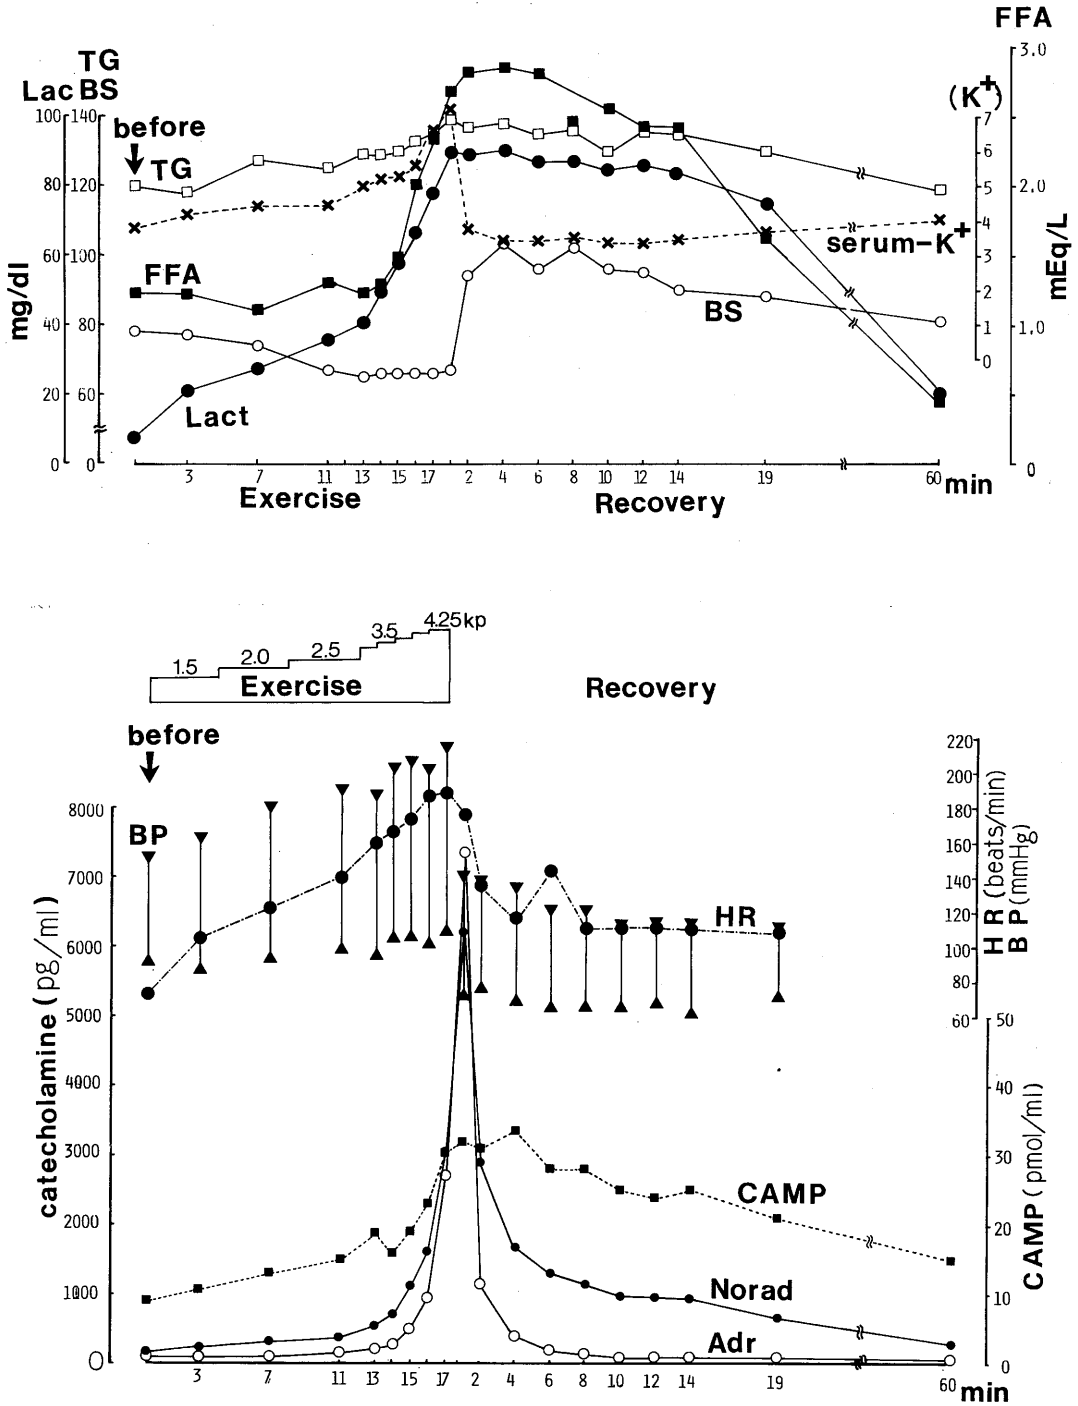 FFA
TG
Lac BS
(K+)
3.0
100 140 7
before
TG
6
80 120 5 2.0
4
serum-K+
60 100 3
FFA
mg/dl
mEq/L
2
BS
40 80 1 1.0
0
20 60
Lact
0 0 0
3 7 11 13 15 17 2 4 6 8 10 12 14 19 60 min
Exercise Recovery
1.5 2.0 2.5 3.5 4.25kp
Exercise Recovery
before
BP
220
200
180
160
140
120
100
80
60
HR (beats/min)
BP (mmHg)
HR
8000
7000
6000
5000
4000
3000
2000
1000
0
catecholamine (pg/ml)
50
40
30
20
10
0
CAMP (pmol/ml)
CAMP
Norad
Adr
3 7 11 13 15 17 2 4 6 8 10 12 14 19 60 min